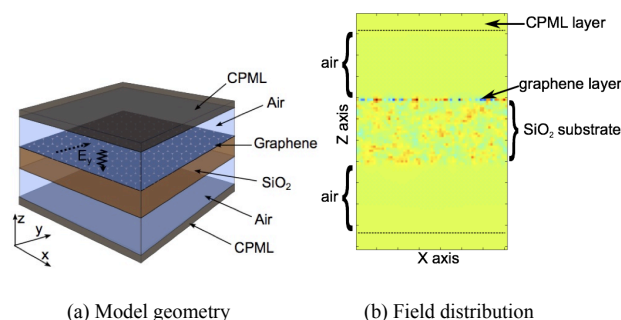 CPML
Air
Graphene
E_y
SiO₂
Air
CPML
z
y
x
(a) Model geometry
CPML layer
air
graphene layer
Z axis
SiO₂ substrate
air
X axis
(b) Field distribution